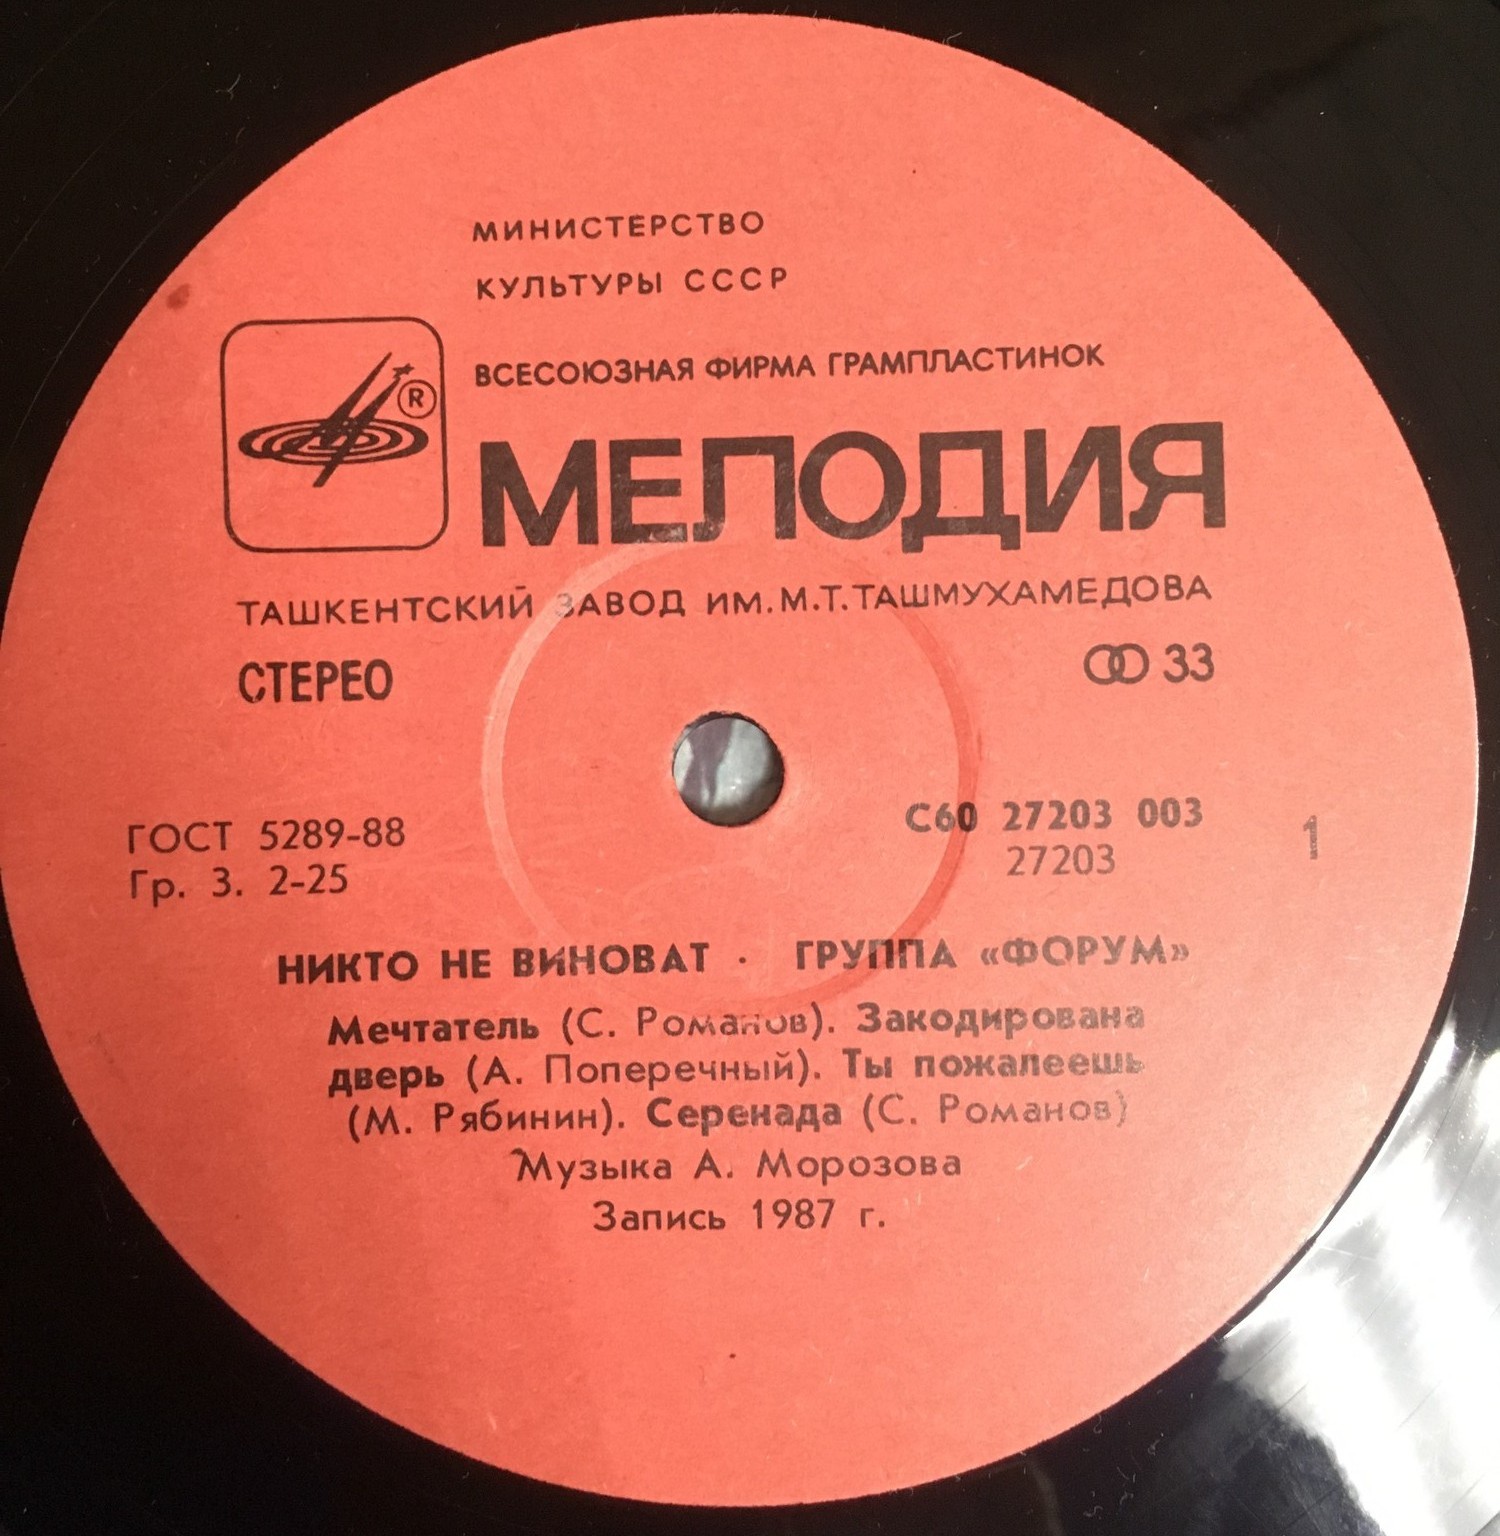 МИНИСТЕРСТВО
КУЛЬТУРЫ СССР
ВСЕСОЮЗНАЯ ФИРМА ГРАМПЛАСТИНОК
®
МЕЛОДИЯ
ТАШКЕНТСКИЙ ЗАВОД ИМ. М.Т. ТАШМУХАМЕДОВА
СТЕРЕО 33
ГОСТ 5289-88 С60 27203 003
Гр. 3. 2-25 27203 1
НИКТО НЕ ВИНОВАТ · ГРУППА «ФОРУМ»
Мечтатель (С. Романов). Закодирована
дверь (А. Поперечный). Ты пожалеешь
(М. Рябинин). Серенада (С. Романов)
Музыка А. Морозова
Запись 1987 г.